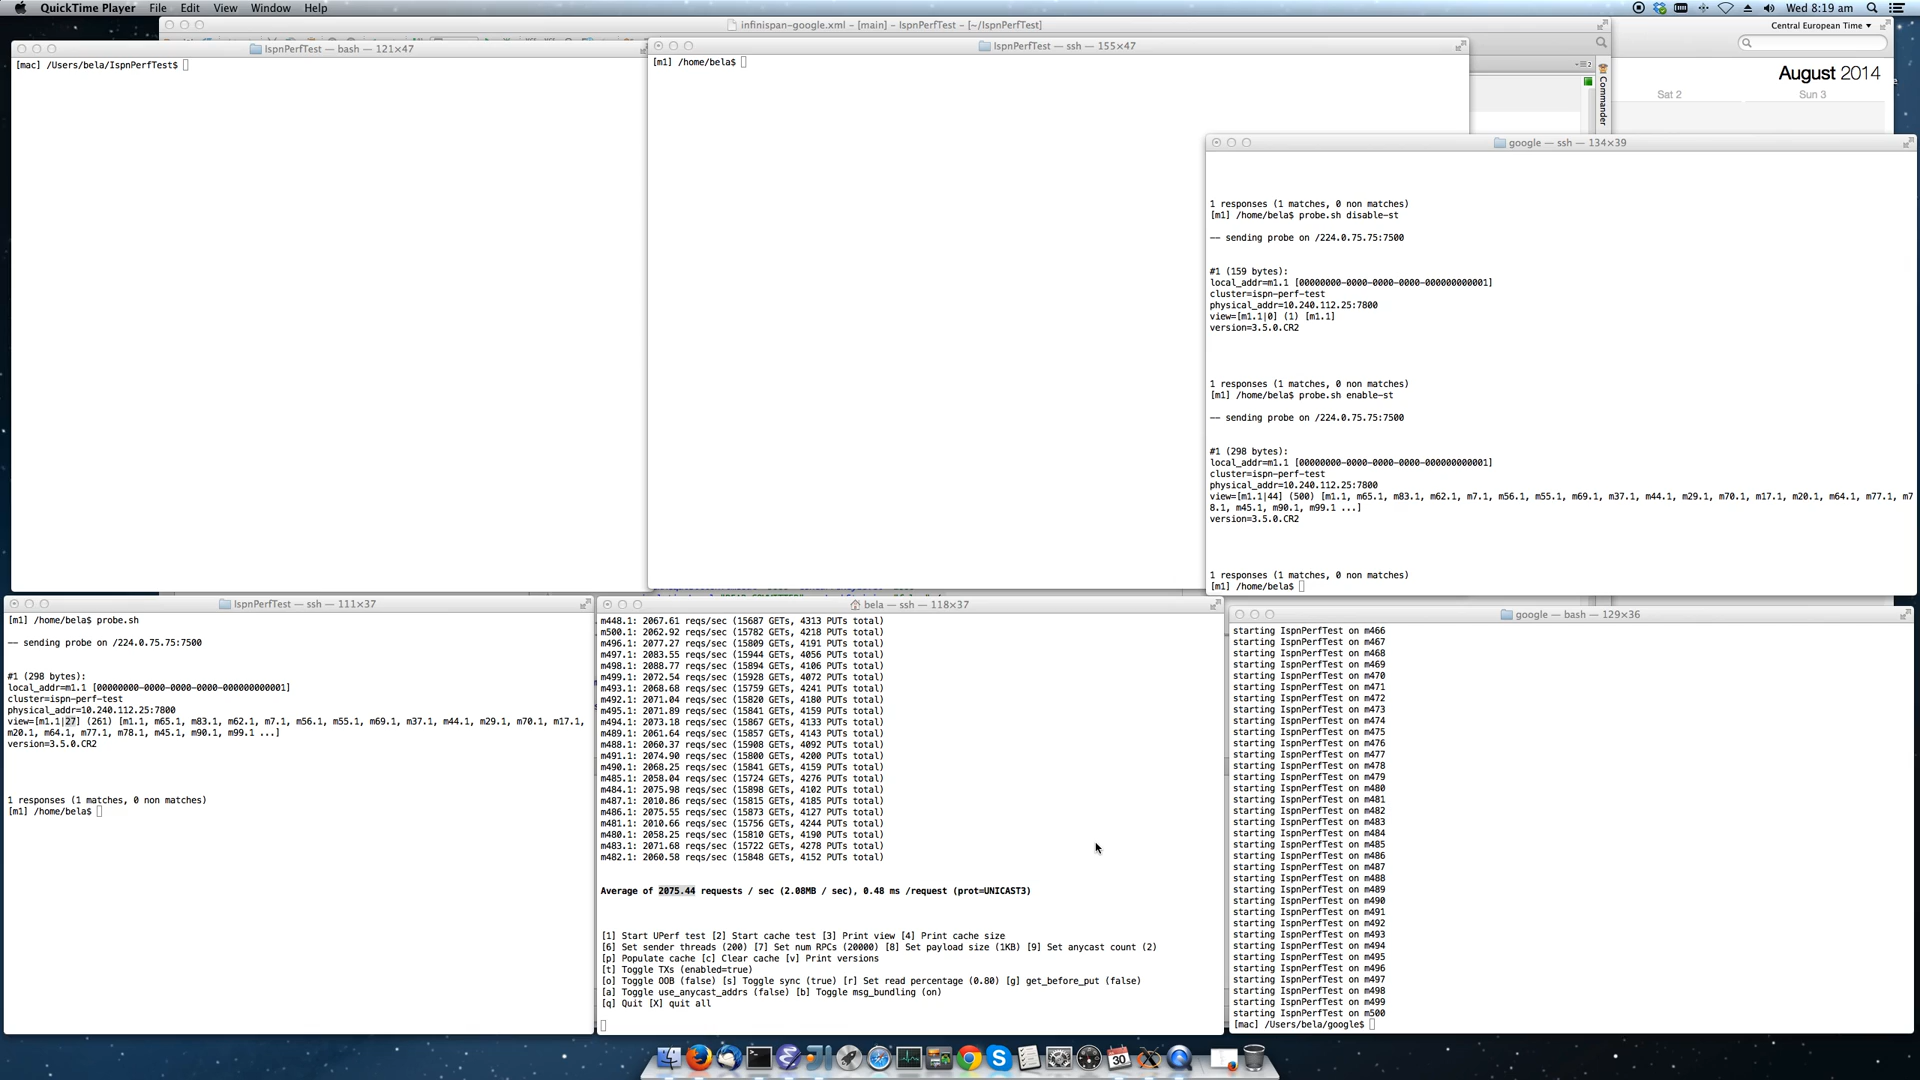 QuickTime Player File Edit View Window Help
Wed 8:19 am
infinispan-google.xml – [main] – IspnPerfTest – [~/IspnPerfTest]
Central European Time
IspnPerfTest — bash — 121×47
[mac] /Users/bela/IspnPerfTest$
IspnPerfTest — ssh — 155×47
[m1] /home/bela$
Commander
August 2014
Sat 2
Sun 3
google — ssh — 134×39
1 responses (1 matches, 0 non matches)
[m1] /home/bela$ probe.sh disable-st
-- sending probe on /224.0.75.75:7500
#1 (159 bytes):
local_addr=m1.1 [00000000-0000-0000-0000-000000000001]
cluster=ispn-perf-test
physical_addr=10.240.112.25:7800
view=[m1.1|0] (1) [m1.1]
version=3.5.0.CR2
1 responses (1 matches, 0 non matches)
[m1] /home/bela$ probe.sh enable-st
-- sending probe on /224.0.75.75:7500
#1 (298 bytes):
local_addr=m1.1 [00000000-0000-0000-0000-000000000001]
cluster=ispn-perf-test
physical_addr=10.240.112.25:7800
view=[m1.1|44] (500) [m1.1, m65.1, m83.1, m62.1, m7.1, m56.1, m55.1, m69.1, m37.1, m44.1, m29.1, m70.1, m17.1, m20.1, m64.1, m77.1, m7
8.1, m45.1, m90.1, m99.1 ...]
version=3.5.0.CR2
1 responses (1 matches, 0 non matches)
[m1] /home/bela$
IspnPerfTest — ssh — 111×37
[m1] /home/bela$ probe.sh
-- sending probe on /224.0.75.75:7500
#1 (298 bytes):
local_addr=m1.1 [00000000-0000-0000-0000-000000000001]
cluster=ispn-perf-test
physical_addr=10.240.112.25:7800
view=[m1.1|27] (261) [m1.1, m65.1, m83.1, m62.1, m7.1, m56.1, m55.1, m69.1, m37.1, m44.1, m29.1, m70.1, m17.1,
m20.1, m64.1, m77.1, m78.1, m45.1, m90.1, m99.1 ...]
version=3.5.0.CR2
1 responses (1 matches, 0 non matches)
[m1] /home/bela$
bela — ssh — 118×37
m448.1: 2067.61 reqs/sec (15687 GETs, 4313 PUTs total)
m500.1: 2062.92 reqs/sec (15782 GETs, 4218 PUTs total)
m496.1: 2077.27 reqs/sec (15809 GETs, 4191 PUTs total)
m497.1: 2083.55 reqs/sec (15944 GETs, 4056 PUTs total)
m498.1: 2088.77 reqs/sec (15894 GETs, 4106 PUTs total)
m499.1: 2072.54 reqs/sec (15928 GETs, 4072 PUTs total)
m493.1: 2068.68 reqs/sec (15759 GETs, 4241 PUTs total)
m492.1: 2071.04 reqs/sec (15820 GETs, 4180 PUTs total)
m495.1: 2071.89 reqs/sec (15841 GETs, 4159 PUTs total)
m494.1: 2073.18 reqs/sec (15867 GETs, 4133 PUTs total)
m489.1: 2061.64 reqs/sec (15857 GETs, 4143 PUTs total)
m488.1: 2060.37 reqs/sec (15908 GETs, 4092 PUTs total)
m491.1: 2074.90 reqs/sec (15800 GETs, 4200 PUTs total)
m490.1: 2068.25 reqs/sec (15841 GETs, 4159 PUTs total)
m485.1: 2058.04 reqs/sec (15724 GETs, 4276 PUTs total)
m484.1: 2075.98 reqs/sec (15898 GETs, 4102 PUTs total)
m487.1: 2010.86 reqs/sec (15815 GETs, 4185 PUTs total)
m486.1: 2075.55 reqs/sec (15873 GETs, 4127 PUTs total)
m481.1: 2010.66 reqs/sec (15756 GETs, 4244 PUTs total)
m480.1: 2058.25 reqs/sec (15810 GETs, 4190 PUTs total)
m483.1: 2071.68 reqs/sec (15722 GETs, 4278 PUTs total)
m482.1: 2060.58 reqs/sec (15848 GETs, 4152 PUTs total)
Average of 2075.44 requests / sec (2.08MB / sec), 0.48 ms /request (prot=UNICAST3)
[1] Start UPerf test [2] Start cache test [3] Print view [4] Print cache size
[6] Set sender threads (200) [7] Set num RPCs (20000) [8] Set payload size (1KB) [9] Set anycast count (2)
[p] Populate cache [c] Clear cache [v] Print versions
[t] Toggle TXs (enabled=true)
[o] Toggle OOB (false) [s] Toggle sync (true) [r] Set read percentage (0.80) [g] get_before_put (false)
[a] Toggle use_anycast_addrs (false) [b] Toggle msg_bundling (on)
[q] Quit [X] quit all
google — bash — 129×36
starting IspnPerfTest on m466
starting IspnPerfTest on m467
starting IspnPerfTest on m468
starting IspnPerfTest on m469
starting IspnPerfTest on m470
starting IspnPerfTest on m471
starting IspnPerfTest on m472
starting IspnPerfTest on m473
starting IspnPerfTest on m474
starting IspnPerfTest on m475
starting IspnPerfTest on m476
starting IspnPerfTest on m477
starting IspnPerfTest on m478
starting IspnPerfTest on m479
starting IspnPerfTest on m480
starting IspnPerfTest on m481
starting IspnPerfTest on m482
starting IspnPerfTest on m483
starting IspnPerfTest on m484
starting IspnPerfTest on m485
starting IspnPerfTest on m486
starting IspnPerfTest on m487
starting IspnPerfTest on m488
starting IspnPerfTest on m489
starting IspnPerfTest on m490
starting IspnPerfTest on m491
starting IspnPerfTest on m492
starting IspnPerfTest on m493
starting IspnPerfTest on m494
starting IspnPerfTest on m495
starting IspnPerfTest on m496
starting IspnPerfTest on m497
starting IspnPerfTest on m498
starting IspnPerfTest on m499
starting IspnPerfTest on m500
[mac] /Users/bela/google$
30